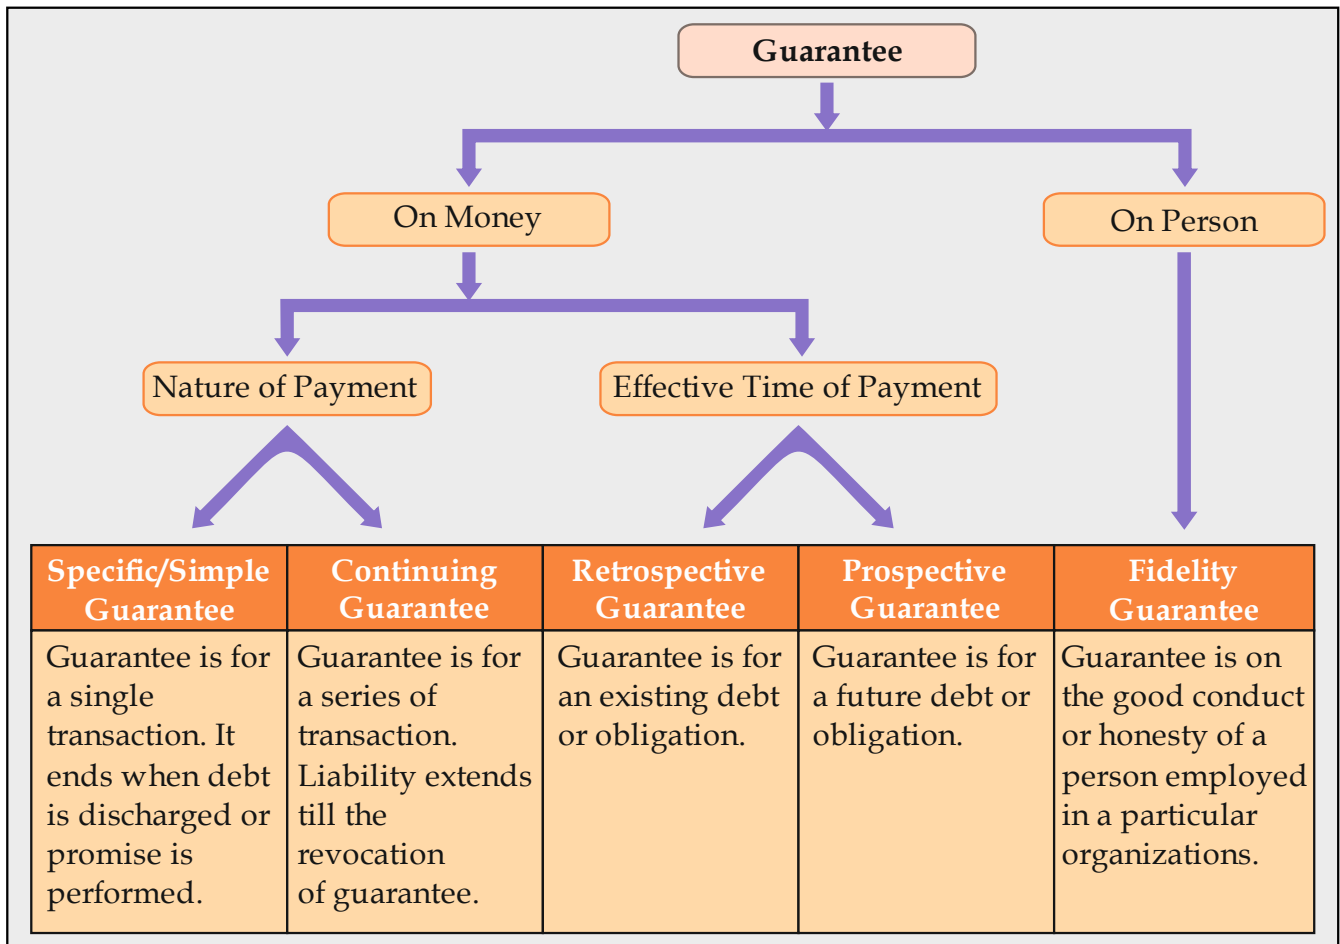 Guarantee
On Money
On Person
Nature of Payment
Effective Time of Payment
Specific/Simple
Guarantee
Guarantee is for
a single
transaction. It
ends when debt
is discharged or
promise is
performed.
Continuing
Guarantee
Guarantee is for
a series of
transaction.
Liability extends
till the
revocation
of guarantee.
Retrospective
Guarantee
Guarantee is for
an existing debt
or obligation.
Prospective
Guarantee
Guarantee is for
a future debt or
obligation.
Fidelity
Guarantee
Guarantee is on
the good conduct
or honesty of a
person employed
in a particular
organizations.